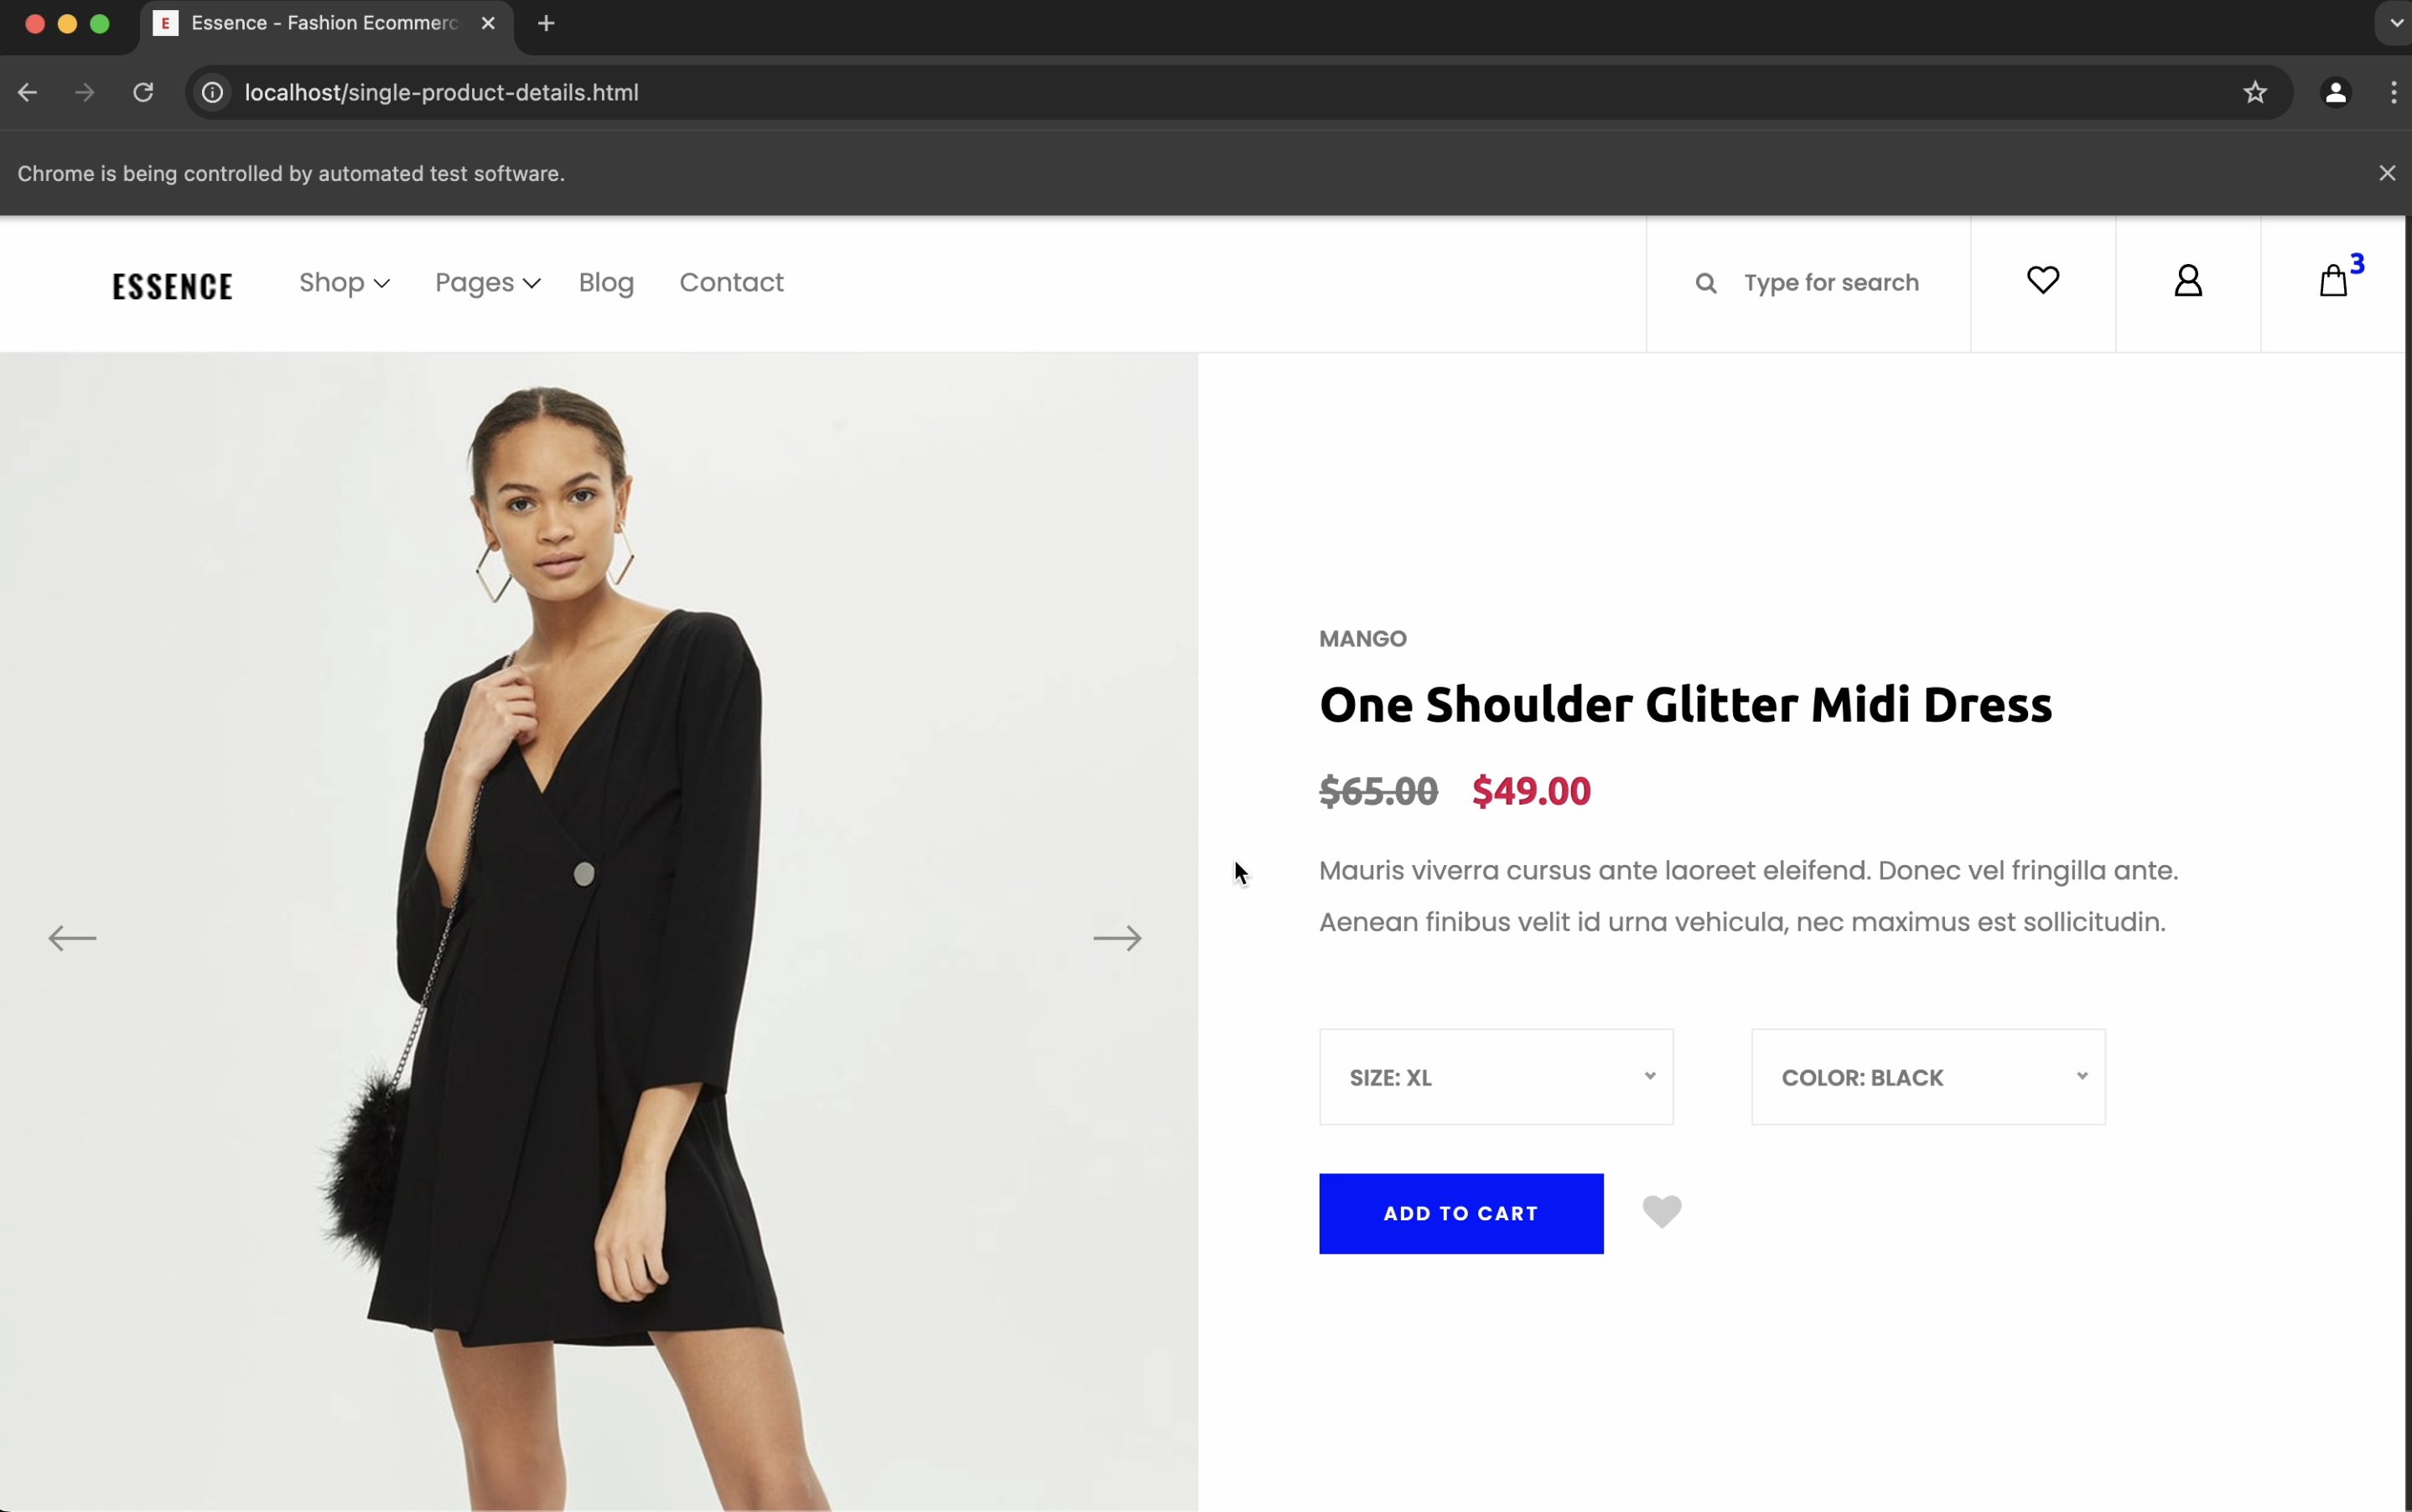 E Essence - Fashion Ecommerc
localhost/single-product-details.html
Chrome is being controlled by automated test software.
ESSENCE Shop Pages Blog Contact Type for search 3
MANGO
One Shoulder Glitter Midi Dress
$65.00 $49.00
Mauris viverra cursus ante laoreet eleifend. Donec vel fringilla ante.
Aenean finibus velit id urna vehicula, nec maximus est sollicitudin.
SIZE: XL COLOR: BLACK
ADD TO CART